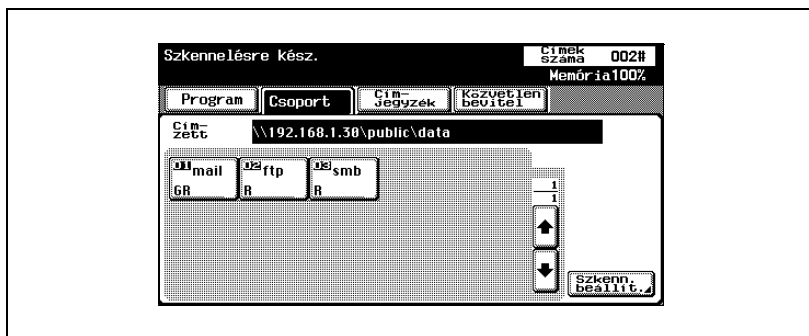 Szkennelésre kész.
Címek száma 002#
Memória100%
Program
Csoport
Cím-jegyzék
Közvetlen bevitel
Cím-zett
\\192.168.1.30\public\data
01 mail
GR
02 ftp
R
03 smb
R
1
1
Szkenn. beállít.